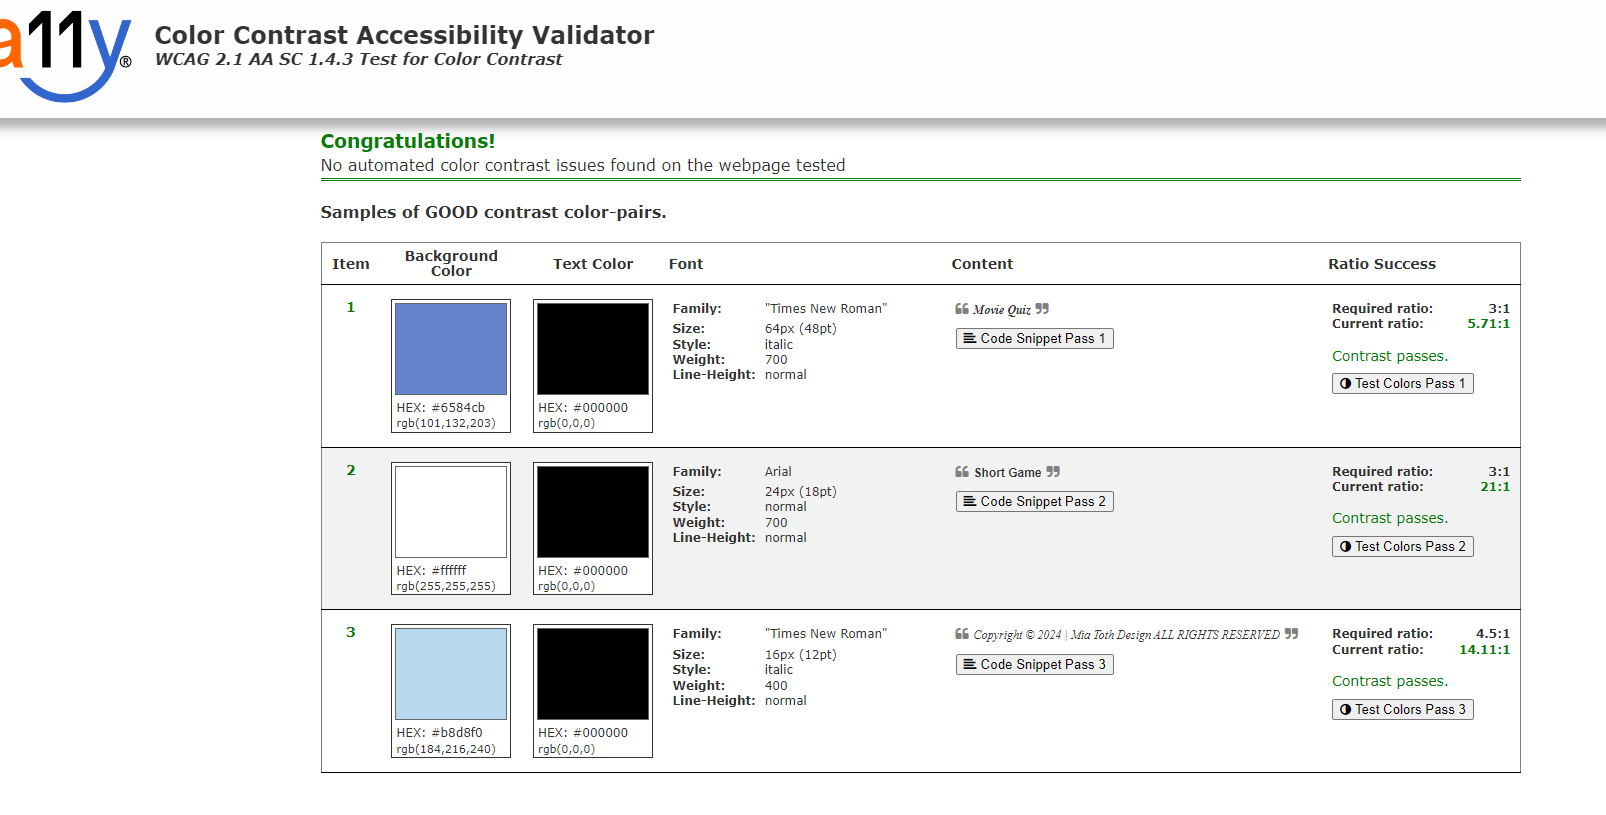 a11y®
Color Contrast Accessibility Validator
WCAG 2.1 AA SC 1.4.3 Test for Color Contrast
Congratulations!
No automated color contrast issues found on the webpage tested
Samples of GOOD contrast color-pairs.
Item Background Color Text Color Font Content Ratio Success
1
HEX: #6584cb
rgb(101,132,203)
HEX: #000000
rgb(0,0,0)
Family: "Times New Roman"
Size: 64px (48pt)
Style: italic
Weight: 700
Line-Height: normal
❝ Movie Quiz ❞
Code Snippet Pass 1
Required ratio: 3:1
Current ratio: 5.71:1
Contrast passes.
Test Colors Pass 1
2
HEX: #ffffff
rgb(255,255,255)
HEX: #000000
rgb(0,0,0)
Family: Arial
Size: 24px (18pt)
Style: normal
Weight: 700
Line-Height: normal
❝ Short Game ❞
Code Snippet Pass 2
Required ratio: 3:1
Current ratio: 21:1
Contrast passes.
Test Colors Pass 2
3
HEX: #b8d8f0
rgb(184,216,240)
HEX: #000000
rgb(0,0,0)
Family: "Times New Roman"
Size: 16px (12pt)
Style: italic
Weight: 400
Line-Height: normal
❝ Copyright © 2024 | Mia Toth Design ALL RIGHTS RESERVED ❞
Code Snippet Pass 3
Required ratio: 4.5:1
Current ratio: 14.11:1
Contrast passes.
Test Colors Pass 3